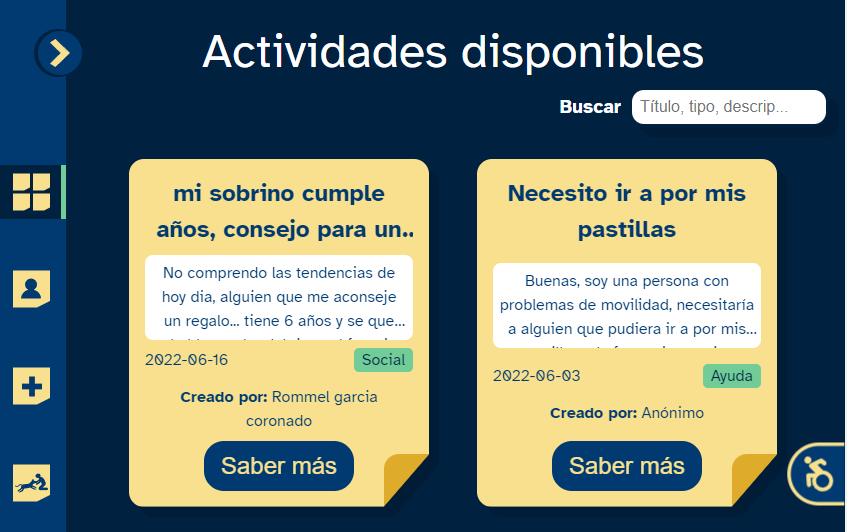 Actividades disponibles
Buscar Título, tipo, descrip...
mi sobrino cumple
años, consejo para un..
No comprendo las tendencias de
hoy dia, alguien que me aconseje
un regalo... tiene 6 años y se que...
2022-06-16 Social
Creado por: Rommel garcia
coronado
Saber más
Necesito ir a por mis
pastillas
Buenas, soy una persona con
problemas de movilidad, necesitaría
a alguien que pudiera ir a por mis...
2022-06-03 Ayuda
Creado por: Anónimo
Saber más